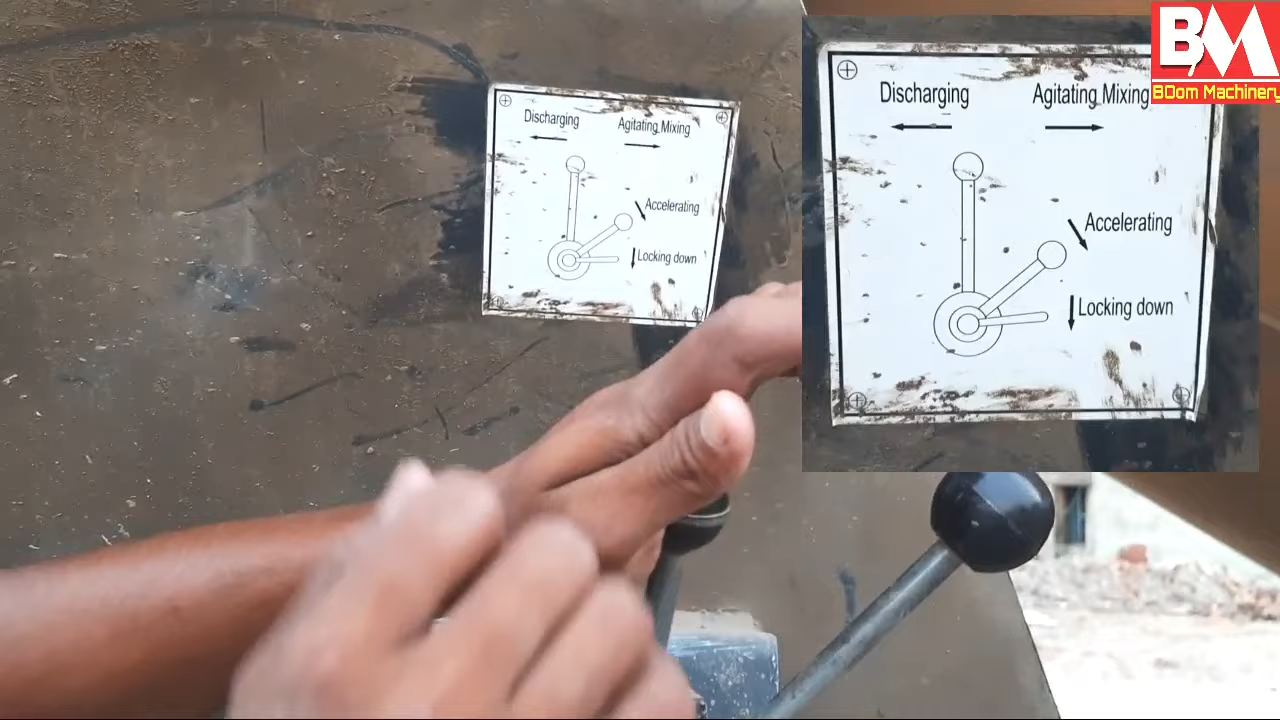 Discharging
Agitating, Mixing
Accelerating
Locking down
Discharging
Agitating, Mixing
Accelerating
Locking down
BM
BOom Machinery